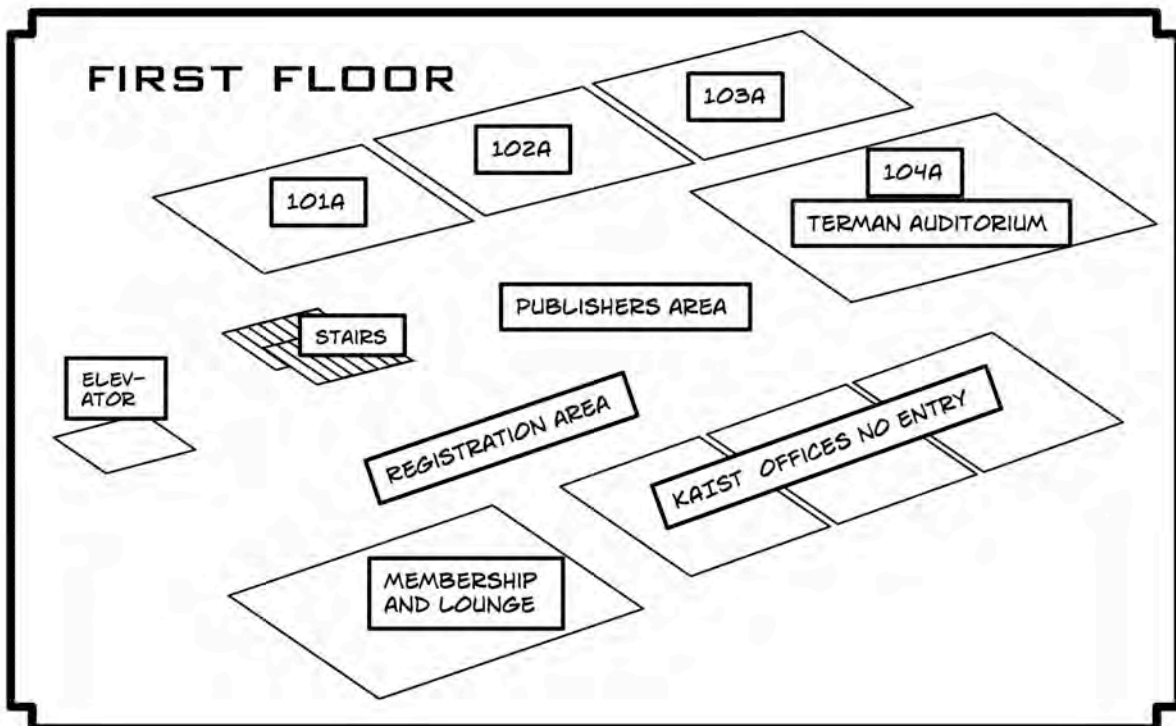 FIRST FLOOR
103A
102A
101A
104A
TERMAN AUDITORIUM
PUBLISHERS AREA
STAIRS
ELEV-
ATOR
REGISTRATION AREA
KAIST OFFICES NO ENTRY
MEMBERSHIP
AND LOUNGE